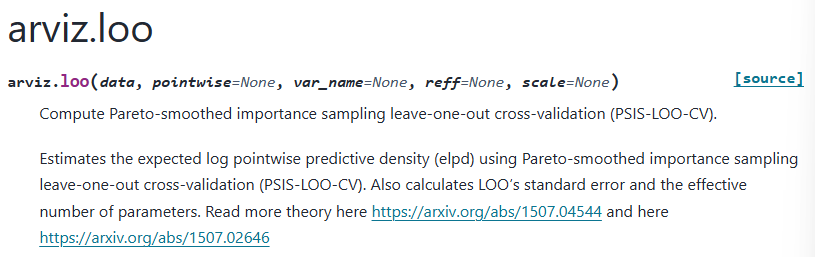 arviz.loo
arviz.loo(data, pointwise=None, var_name=None, reff=None, scale=None) [source]
Compute Pareto-smoothed importance sampling leave-one-out cross-validation (PSIS-LOO-CV).
Estimates the expected log pointwise predictive density (elpd) using Pareto-smoothed importance sampling
leave-one-out cross-validation (PSIS-LOO-CV). Also calculates LOO’s standard error and the effective
number of parameters. Read more theory here https://arxiv.org/abs/1507.04544 and here
https://arxiv.org/abs/1507.02646